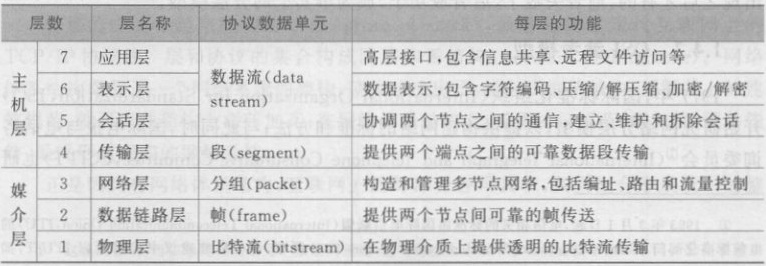 层数 层名称 协议数据单元 每层的功能
主机层
7 应用层 数据流(data stream) 高层接口,包含信息共享、远程文件访问等
6 表示层 数据表示,包含字符编码、压缩/解压缩、加密/解密
5 会话层 协调两个节点之间的通信,建立、维护和拆除会话
4 传输层 段(segment) 提供两个端点之间的可靠数据段传输
媒介层
3 网络层 分组(packet) 构造和管理多节点网络,包括编址、路由和流量控制
2 数据链路层 帧(frame) 提供两个节点间可靠的帧传送
1 物理层 比特流(bitstream) 在物理介质上提供透明的比特流传输